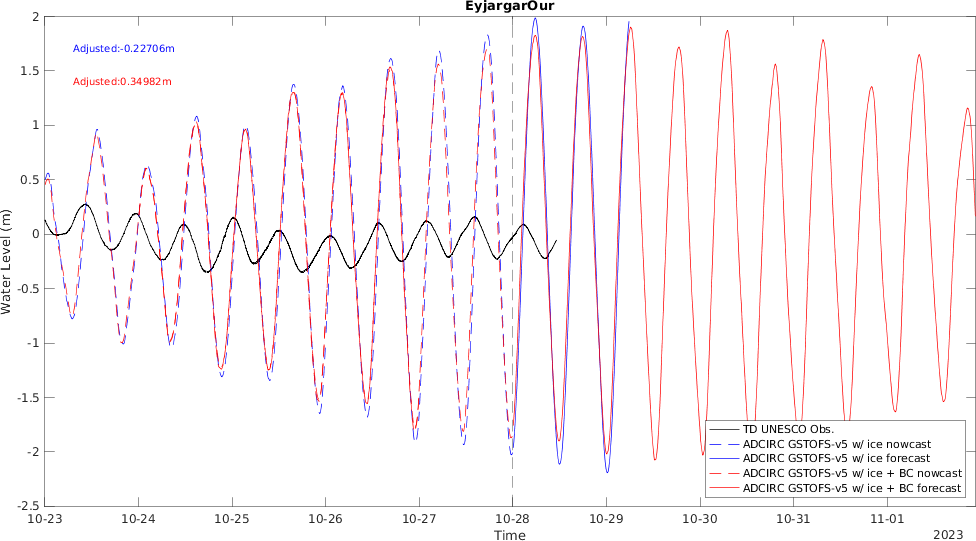 EyjargarOur
Adjusted:-0.22706m
Adjusted:0.34982m
Water Level (m)
2
1.5
1
0.5
0
-0.5
-1
-1.5
-2
-2.5
TD UNESCO Obs.
ADCIRC GSTOFS-v5 w/ ice nowcast
ADCIRC GSTOFS-v5 w/ ice forecast
ADCIRC GSTOFS-v5 w/ ice + BC nowcast
ADCIRC GSTOFS-v5 w/ ice + BC forecast
10-23 10-24 10-25 10-26 10-27 10-28 10-29 10-30 10-31 11-01
Time
2023